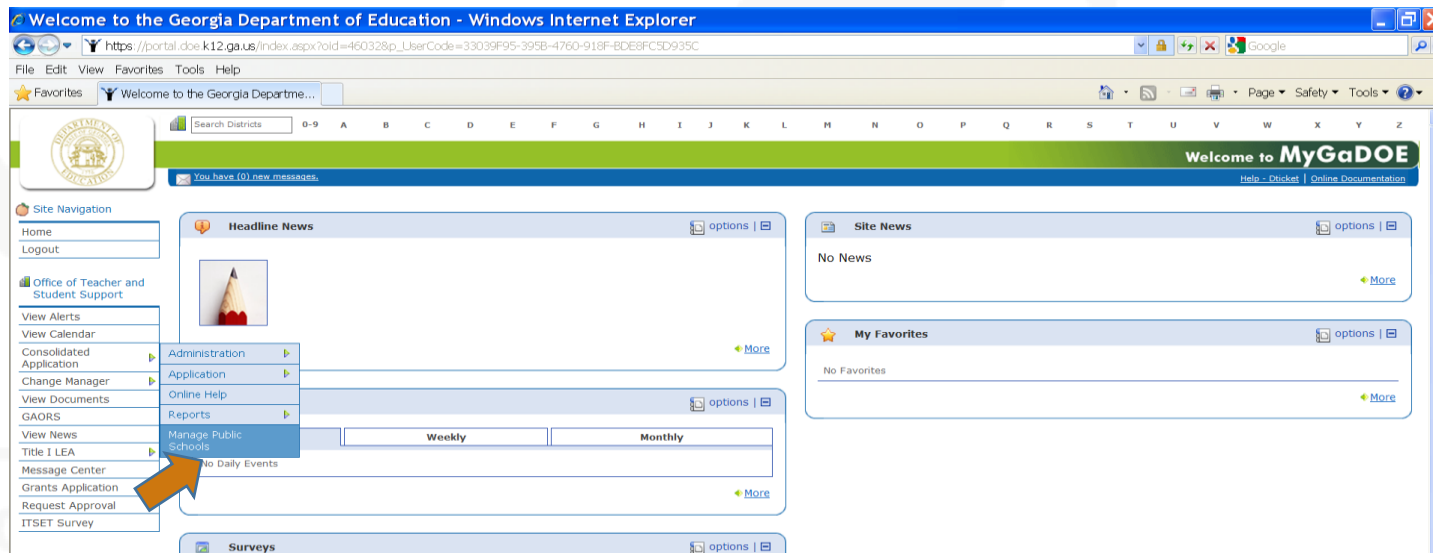 Welcome to the Georgia Department of Education - Windows Internet Explorer
https://portal.doe.k12.ga.us/index.aspx?oid=46032&p_UserCode=33039F95-395B-4760-918F-BDE8FC5D935C
Google
File Edit View Favorites Tools Help
Favorites Welcome to the Georgia Departme...
Page Safety Tools
Search Districts 0-9 A B C D E F G H I J K L M N O P Q R S T U V W X Y Z
DEPARTMENT OF
EDUCATION
Welcome to MyGaDOE
You have (0) new messages.
Help - Dticket | Online Documentation
Site Navigation
Home
Logout
Office of Teacher and
Student Support
View Alerts
View Calendar
Consolidated
Application
Change Manager
View Documents
GAORS
View News
Title I LEA
Message Center
Grants Application
Request Approval
ITSET Survey
Administration
Application
Online Help
Reports
Manage Public
Schools
Headline News options |
More
options |
Weekly Monthly
No Daily Events
More
Surveys options |
Site News options |
No News
More
My Favorites options |
No Favorites
More